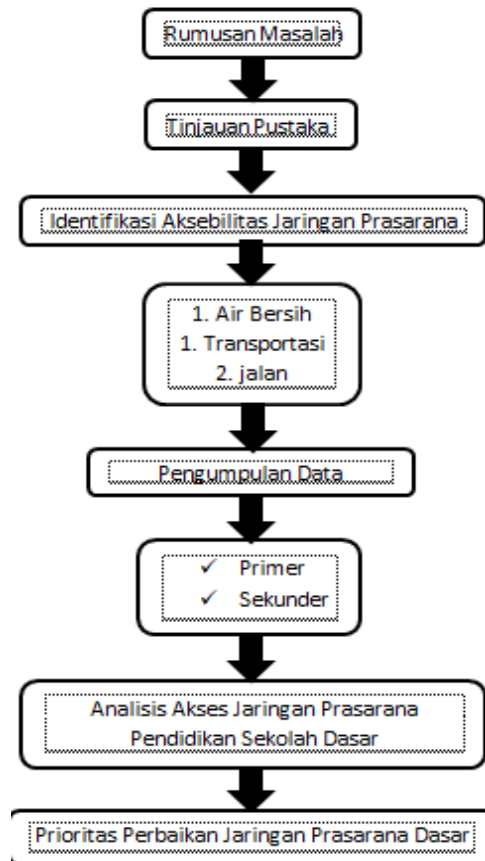 Rumusan Masalah
Tinjauan Pustaka
Identifikasi Aksebilitas Jaringan Prasarana
1. Air Bersih
1. Transportasi
2. jalan
Pengumpulan Data
✓ Primer
✓ Sekunder
Analisis Akses Jaringan Prasarana
Pendidikan Sekolah Dasar
Prioritas Perbaikan Jaringan Prasarana Dasar